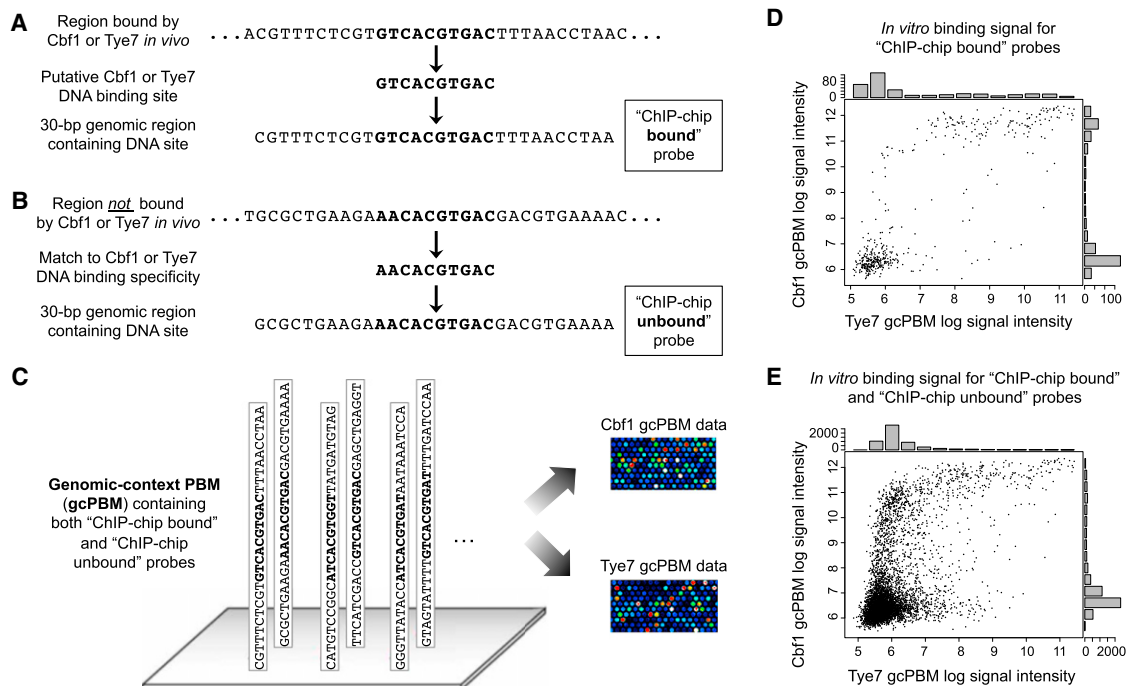 A
Region bound by
Cbf1 or Tye7 in vivo
...ACGTTTCTCGTGTCACGTGACTTTAACCTAAC...
Putative Cbf1 or Tye7
DNA binding site
GTCACGTGAC
30-bp genomic region
containing DNA site
CGTTTCTCGTGTCACGTGACTTTAACCTAA
“ChIP-chip
bound”
probe
B
Region not bound
by Cbf1 or Tye7 in vivo
...TGCGCTGAAGAAACACGTGACGACGTGAAAAC...
Match to Cbf1 or Tye7
DNA binding specificity
AACACGTGAC
30-bp genomic region
containing DNA site
GCGCTGAAGAAACACGTGACGACGTGAAAA
“ChIP-chip
unbound”
probe
C
Genomic-context PBM
(gcPBM) containing
both “ChIP-chip bound”
and “ChIP-chip
unbound” probes
CGTTTCTCGTGTCACGTGACTTTAACCTAA
GCGCTGAAGAAACACGTGACGACGTGAAAA
CATGTCCGGCATCACGTGGTTATGATGTAG
TTCATCGACCGTCACGTGACGAGCTGAGGT
GGGTTATACCATCACGTGATAATAAATCCA
GTAGTATTTTGTCACGTGATTTTGATCCAA
...
Cbf1 gcPBM data
Tye7 gcPBM data
D
In vitro binding signal for
“ChIP-chip bound” probes
80
0
Cbf1 gcPBM log signal intensity
12
11
10
9
8
7
6
5 6 7 8 9 10 11
0 100
Tye7 gcPBM log signal intensity
E
In vitro binding signal for “ChIP-chip bound”
and “ChIP-chip unbound” probes
2000
0
Cbf1 gcPBM log signal intensity
12
11
10
9
8
7
6
5 6 7 8 9 10 11
0 2000
Tye7 gcPBM log signal intensity